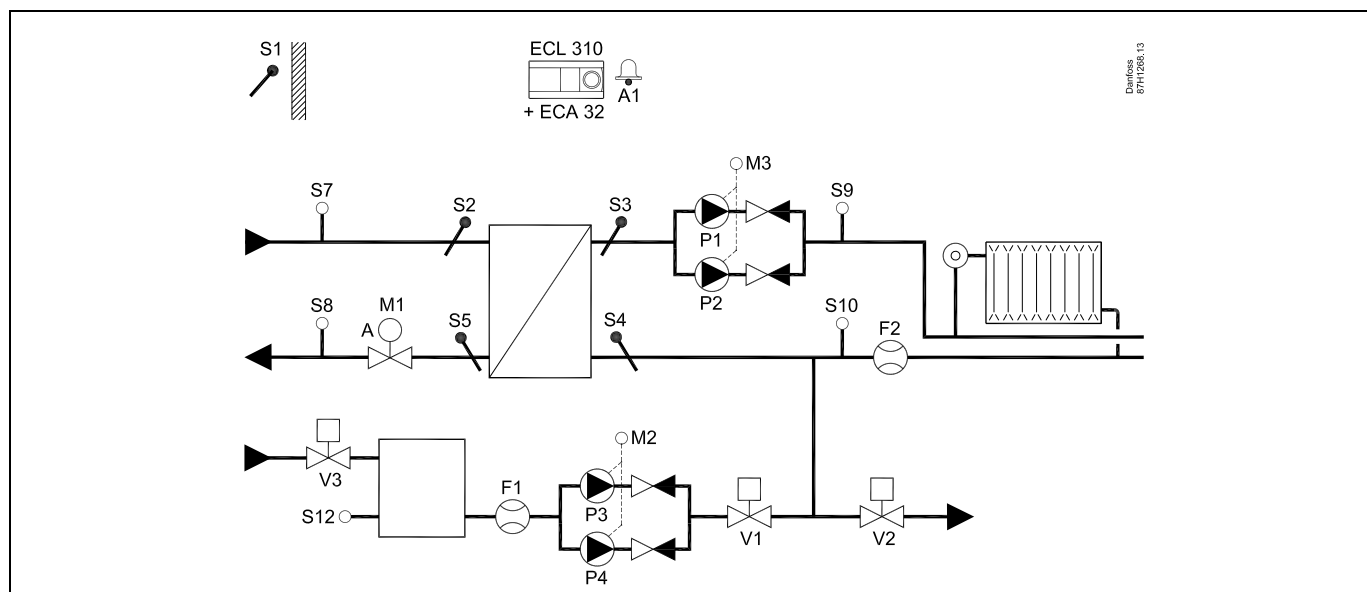 S1
ECL 310
A1
+ ECA 32
Danfoss
87H1268.13
M3
S7
S2
S3
S9
P1
P2
S8
M1
A
S5
S4
S10
F2
M2
V3
F1
S12
P3
V1
V2
P4